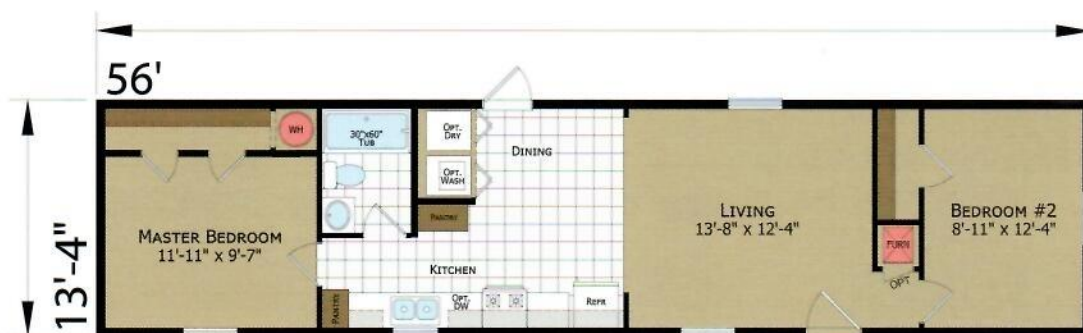 56'
13'-4"
WH
30"x60"
TUB
OPT.
DRY
OPT.
WASH
PANTRY
DINING
MASTER BEDROOM
11'-11" x 9'-7"
KITCHEN
PANTRY
OPT.
DW
REFR
LIVING
13'-8" x 12'-4"
FURN
OPT
BEDROOM #2
8'-11" x 12'-4"